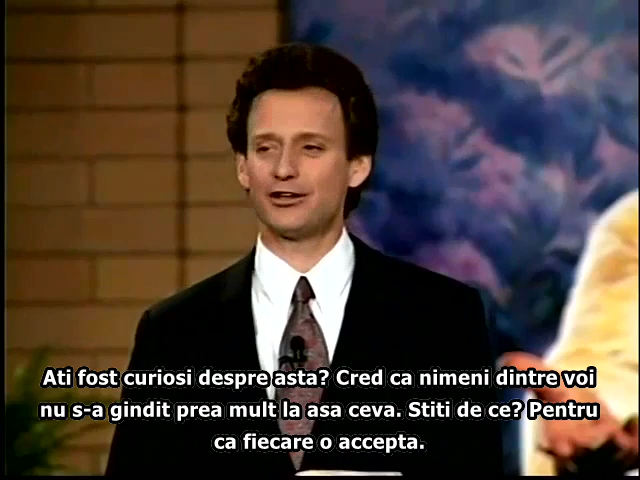 Ati fost curiosi despre asta? Cred ca nimeni dintre voi
nu s-a gindit prea mult la asa ceva. Stiti de ce? Pentru
ca fiecare o accepta.